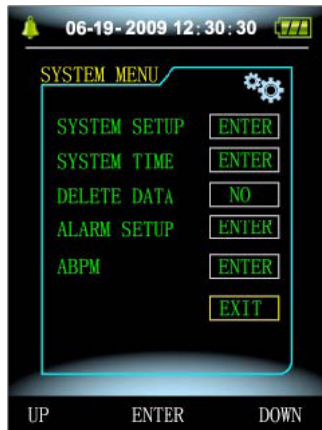 06-19-2009 12:30:30
SYSTEM MENU
SYSTEM SETUP ENTER
SYSTEM TIME ENTER
DELETE DATA NO
ALARM SETUP ENTER
ABPM ENTER
EXIT
UP ENTER DOWN